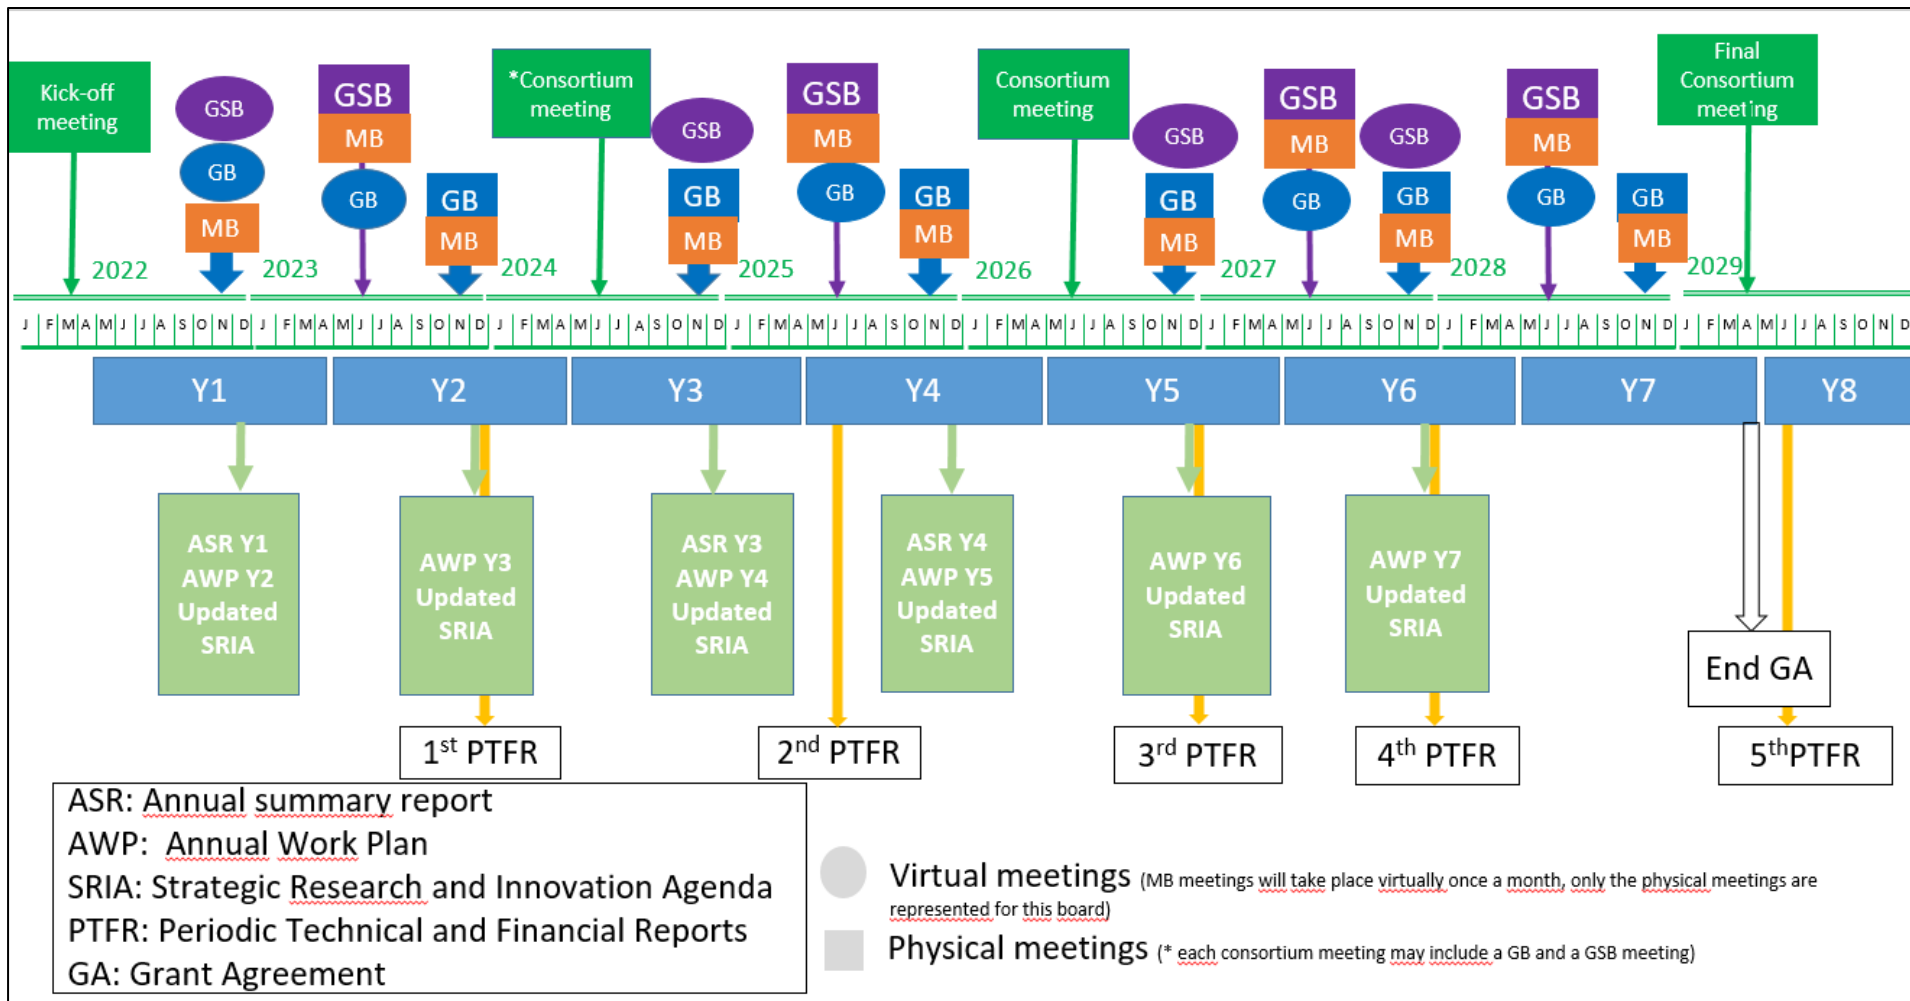 Kick-off
meeting
GSB
GB
MB
GSB
MB
GB
GB
MB
*Consortium
meeting
GSB
GB
MB
GSB
MB
GB
GB
MB
Consortium
meeting
GSB
GB
MB
GSB
MB
GB
GSB
GB
MB
GSB
MB
GB
GB
MB
Final
Consortium
meeting
2022
2023
2024
2025
2026
2027
2028
2029
J F M A M J J A S O N D J F M A M J J A S O N D J F M A M J J A S O N D J F M A M J J A S O N D J F M A M J J A S O N D J F M A M J J A S O N D J F M A M J J A S O N D J F M A M J J A S O N D
Y1
Y2
Y3
Y4
Y5
Y6
Y7
Y8
ASR Y1
AWP Y2
Updated
SRIA
AWP Y3
Updated
SRIA
ASR Y3
AWP Y4
Updated
SRIA
ASR Y4
AWP Y5
Updated
SRIA
AWP Y6
Updated
SRIA
AWP Y7
Updated
SRIA
End GA
1st PTFR
2nd PTFR
3rd PTFR
4th PTFR
5thPTFR
ASR: Annual summary report
AWP: Annual Work Plan
SRIA: Strategic Research and Innovation Agenda
PTFR: Periodic Technical and Financial Reports
GA: Grant Agreement
Virtual meetings (MB meetings will take place virtually once a month, only the physical meetings are
represented for this board)
Physical meetings (* each consortium meeting may include a GB and a GSB meeting)